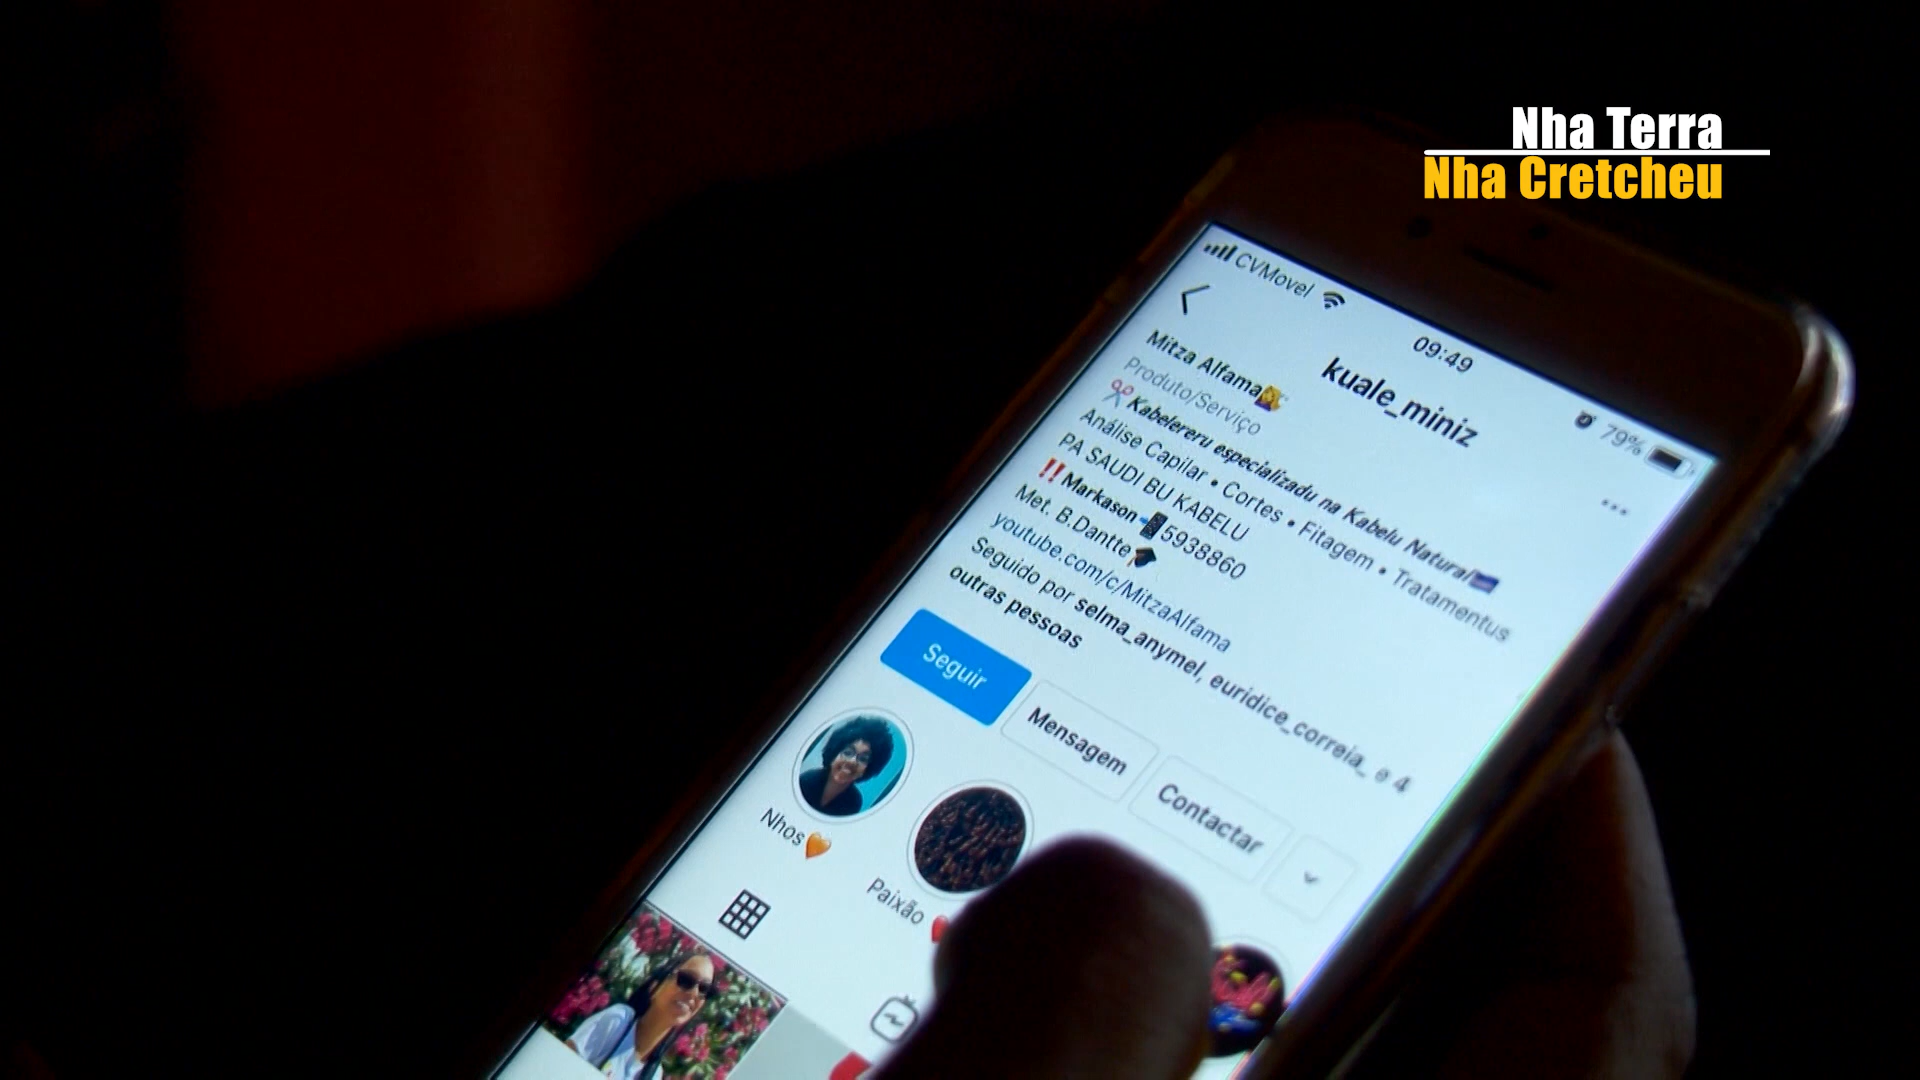 Nha Terra
Nha Cretcheu
CVMovel
09:49
79%
kuale_miniz
Mitza Alfama
Produto/Serviço
Kabelereru especializadu na Kabelu Natural
Análise Capilar • Cortes • Fitagem • Tratamentus
PA SAUDI BU KABELU
Markason 5938860
Met. B.Dantte
youtube.com/c/MitzaAlfama
Seguido por selma_anymel, euridice_correia_ e 4
outras pessoas
Seguir
Mensagem
Contactar
Nhos
Paixão